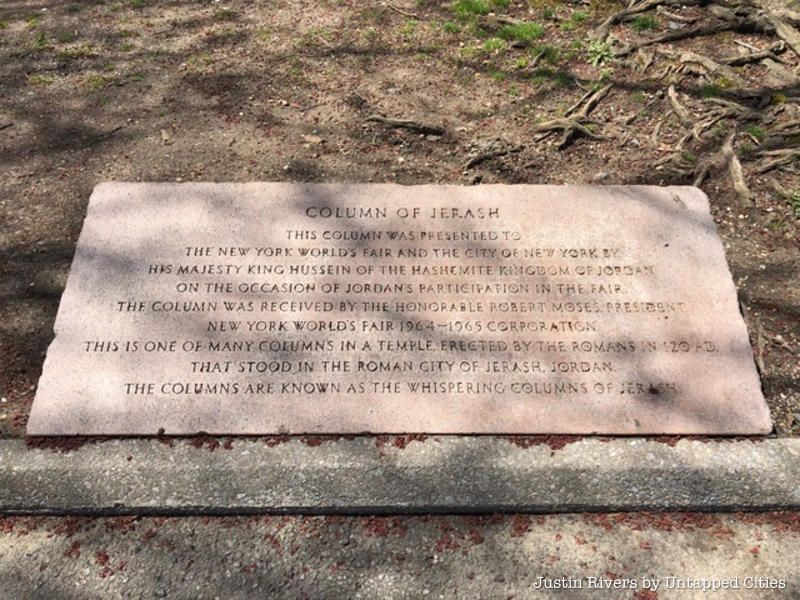 COLUMN OF JERASH
THIS COLUMN WAS PRESENTED TO
THE NEW YORK WORLD'S FAIR AND THE CITY OF NEW YORK BY
HIS MAJESTY KING HUSSEIN OF THE HASHEMITE KINGDOM OF JORDAN
ON THE OCCASION OF JORDAN'S PARTICIPATION IN THE FAIR.
THE COLUMN WAS RECEIVED BY THE HONORABLE ROBERT MOSES, PRESIDENT
NEW YORK WORLD'S FAIR 1964-1965 CORPORATION.
THIS IS ONE OF MANY COLUMNS IN A TEMPLE ERECTED BY THE ROMANS IN 120 A.D.
THAT STOOD IN THE ROMAN CITY OF JERASH, JORDAN.
THE COLUMNS ARE KNOWN AS THE WHISPERING COLUMNS OF JERASH.
Justin Rivers by Untapped Cities